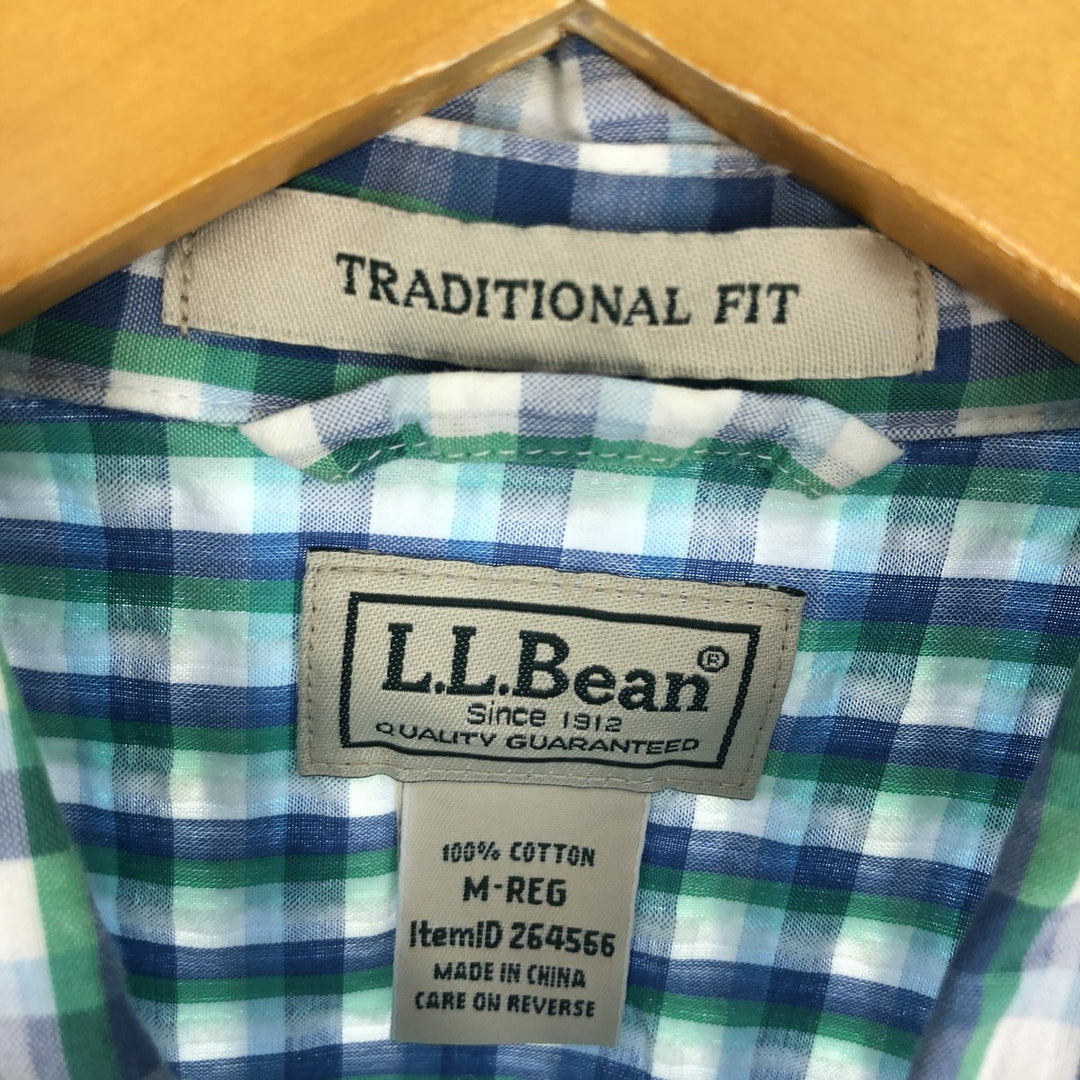 TRADITIONAL FIT
L.L.Bean®
Since 1912
QUALITY GUARANTEED
100% COTTON
M-REG
ItemID 264566
MADE IN CHINA
CARE ON REVERSE